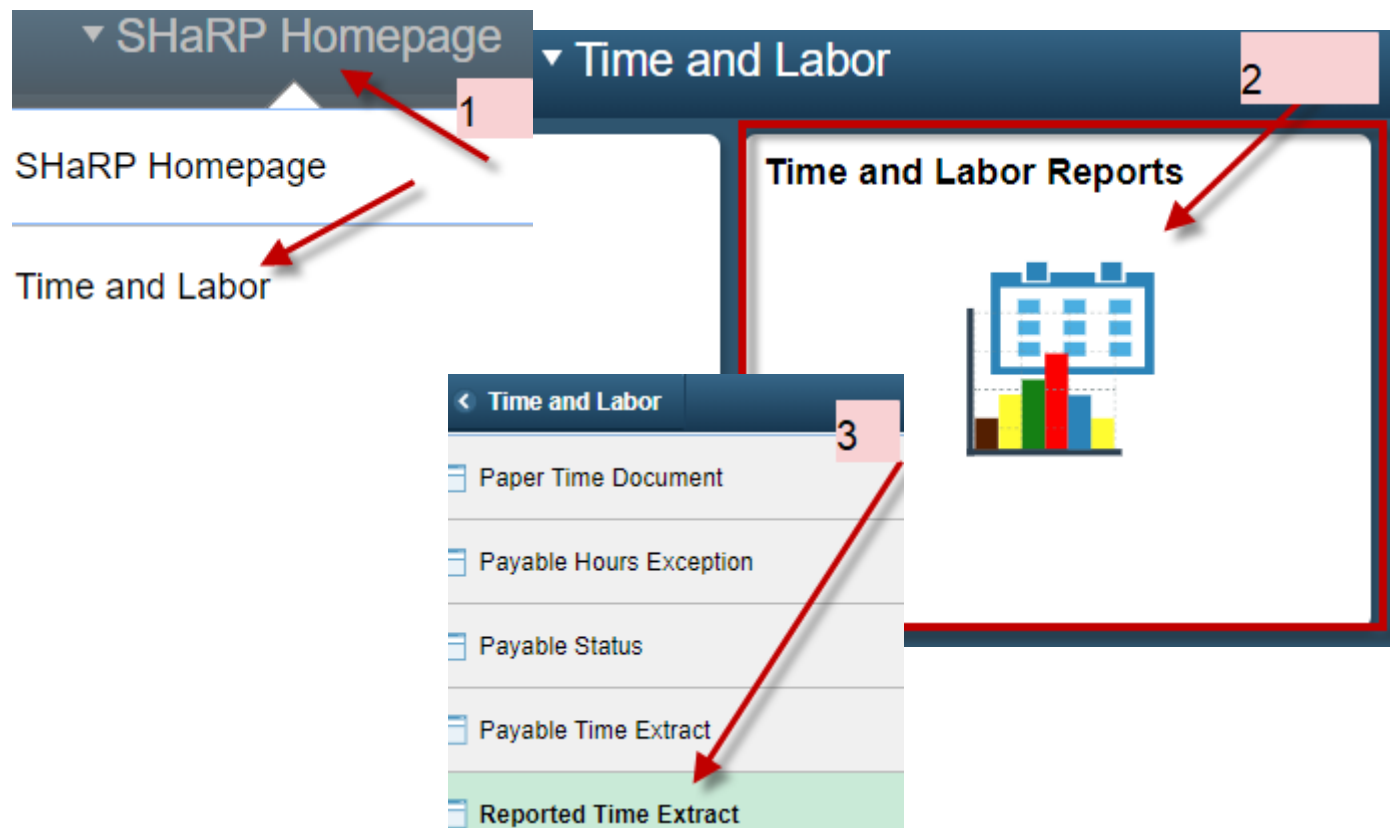 SHaRP Homepage
1
SHaRP Homepage
Time and Labor
Time and Labor
2
Time and Labor Reports
Time and Labor
3
Paper Time Document
Payable Hours Exception
Payable Status
Payable Time Extract
Reported Time Extract